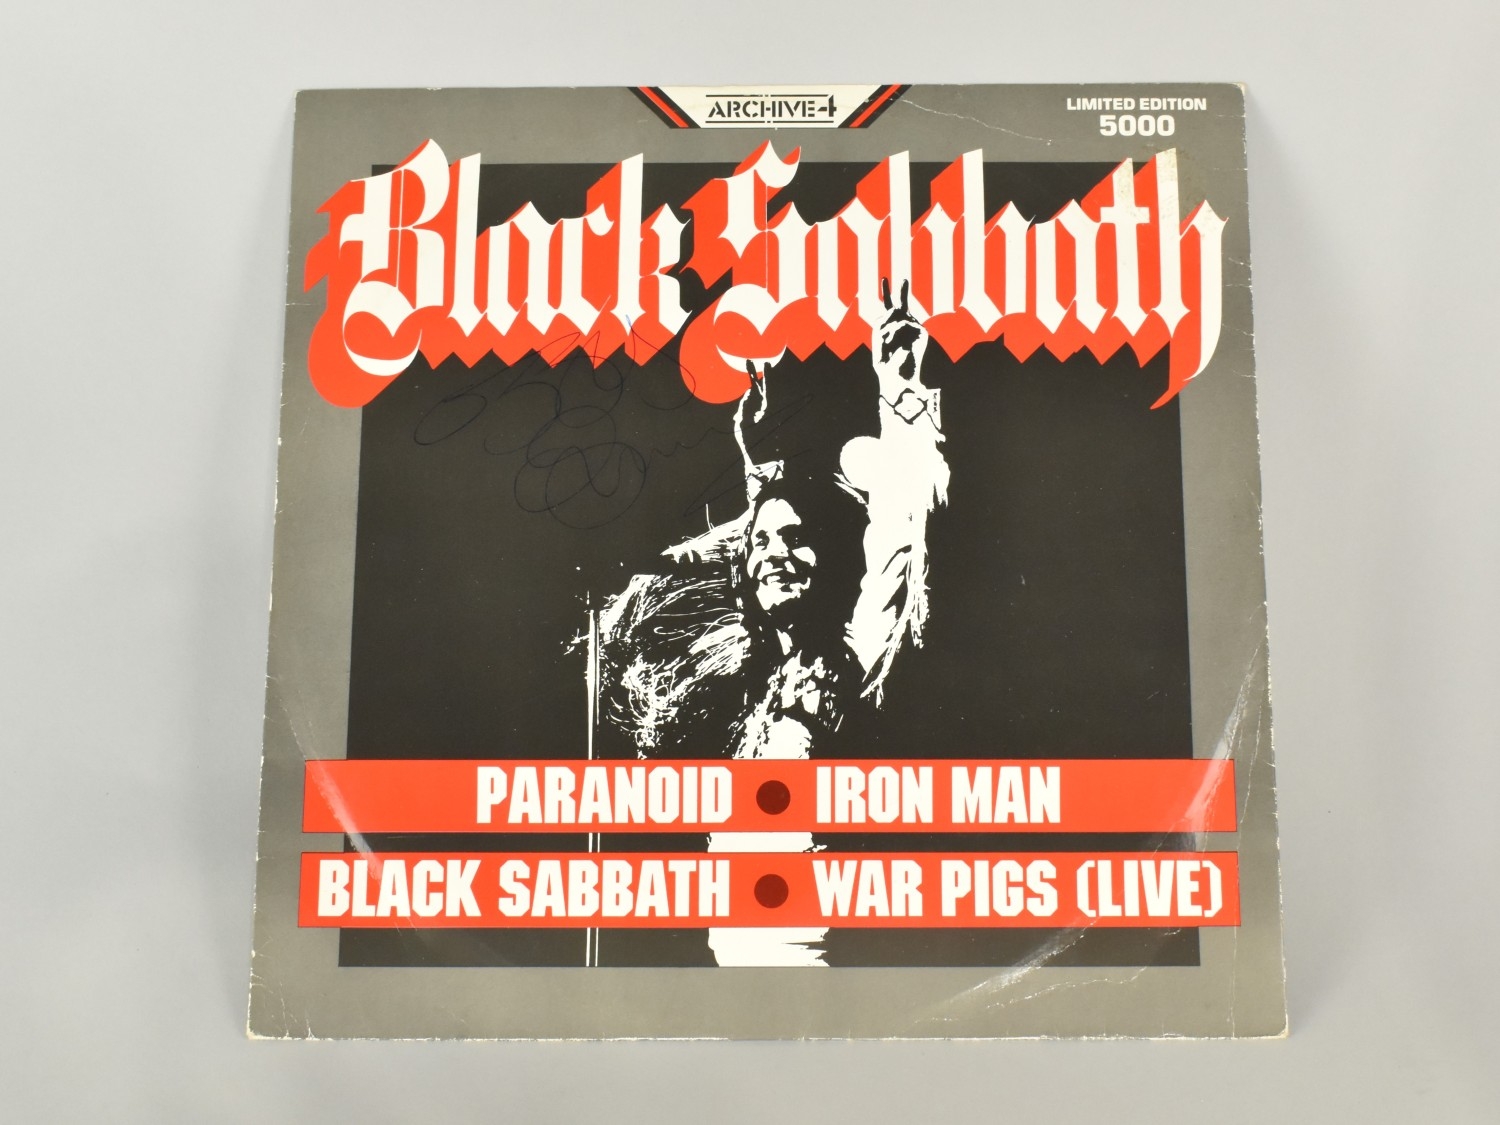 ARCHIVE 4
LIMITED EDITION
5000
Black Sabbath
PARANOID • IRON MAN
BLACK SABBATH • WAR PIGS (LIVE)